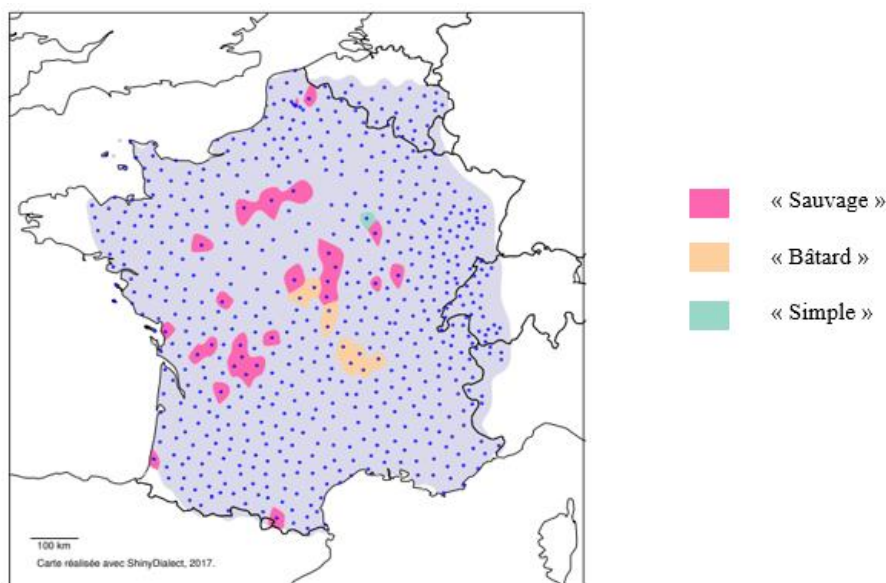 « Sauvage »
« Bâtard »
« Simple »
100 km
Carte réalisée avec ShinyDialect, 2017.